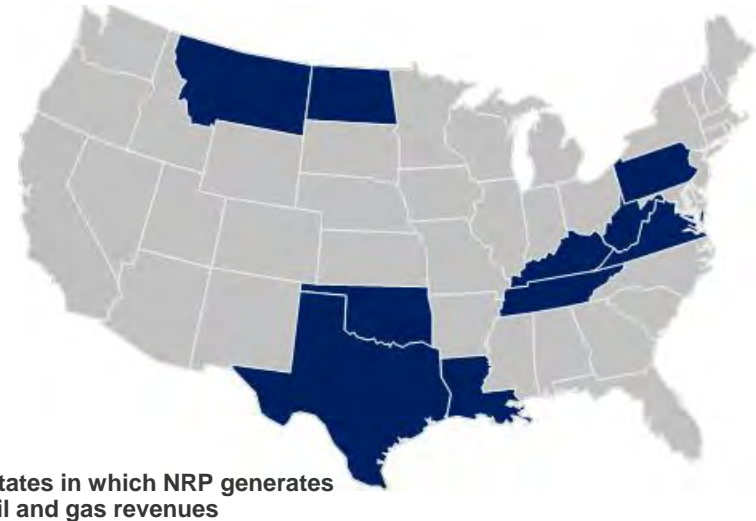 tates in which NRP generates
il and gas revenues